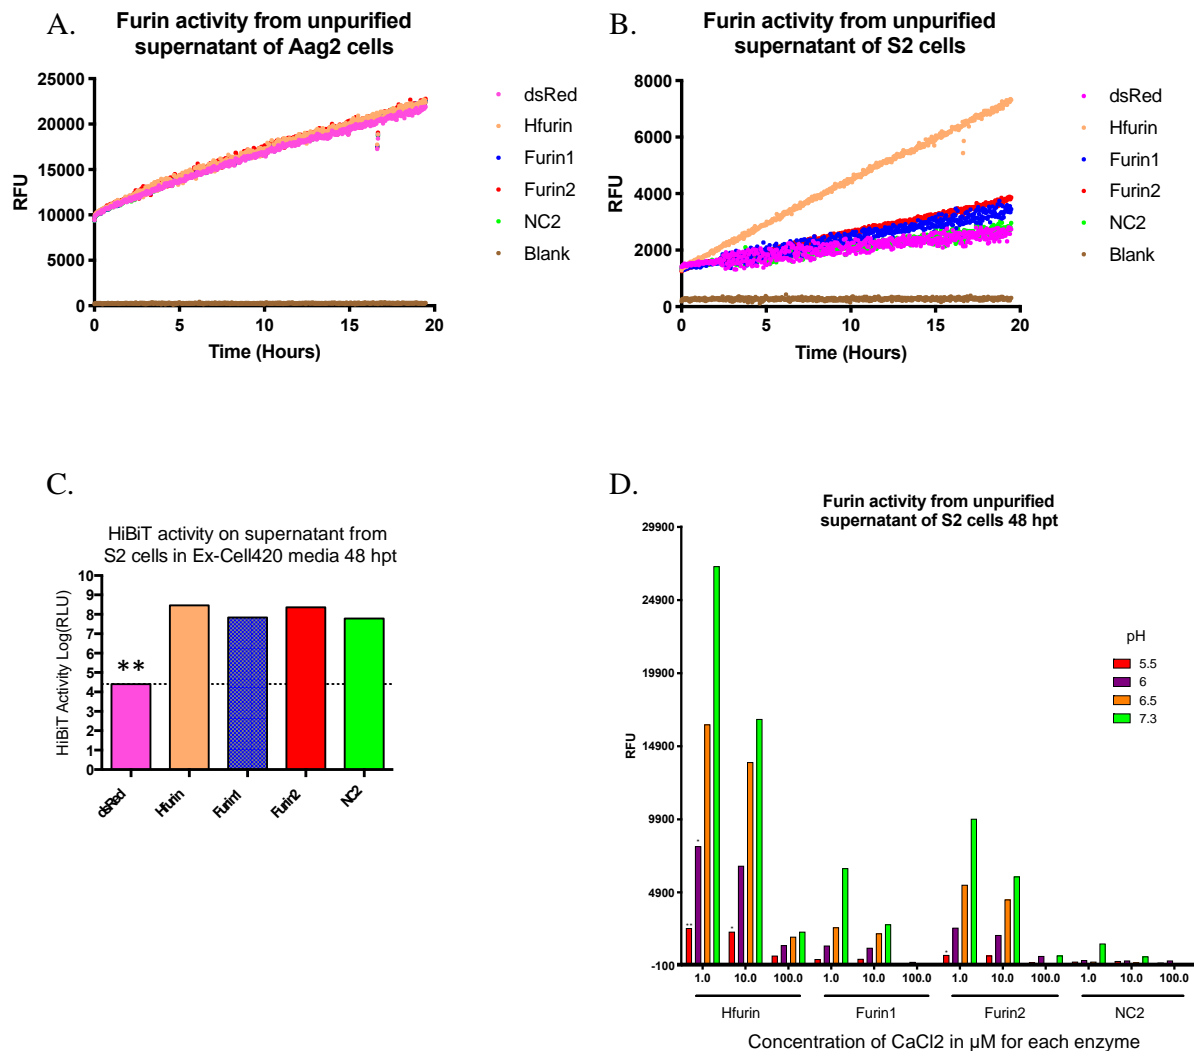 A.
Furin activity from unpurified
supernatant of Aag2 cells
25000
20000
15000
10000
5000
0
RFU
0 5 10 15 20
Time (Hours)
dsRed
Hfurin
Furin1
Furin2
NC2
Blank
B.
Furin activity from unpurified
supernatant of S2 cells
8000
6000
4000
2000
0
RFU
0 5 10 15 20
Time (Hours)
dsRed
Hfurin
Furin1
Furin2
NC2
Blank
C.
HiBiT activity on supernatant from
S2 cells in Ex-Cell420 media 48 hpt
10
9
8
7
6
5
4
3
2
1
0
HiBiT Activity Log(RLU)
**
dsRed Hfurin Furin1 Furin2 NC2
D.
Furin activity from unpurified
supernatant of S2 cells 48 hpt
29900
24900
19900
14900
9900
4900
-100
RFU
pH
5.5
6
6.5
7.3
1.0 10.0 100.0 1.0 10.0 100.0 1.0 10.0 100.0 1.0 10.0 100.0
Hfurin Furin1 Furin2 NC2
Concentration of CaCl2 in µM for each enzyme